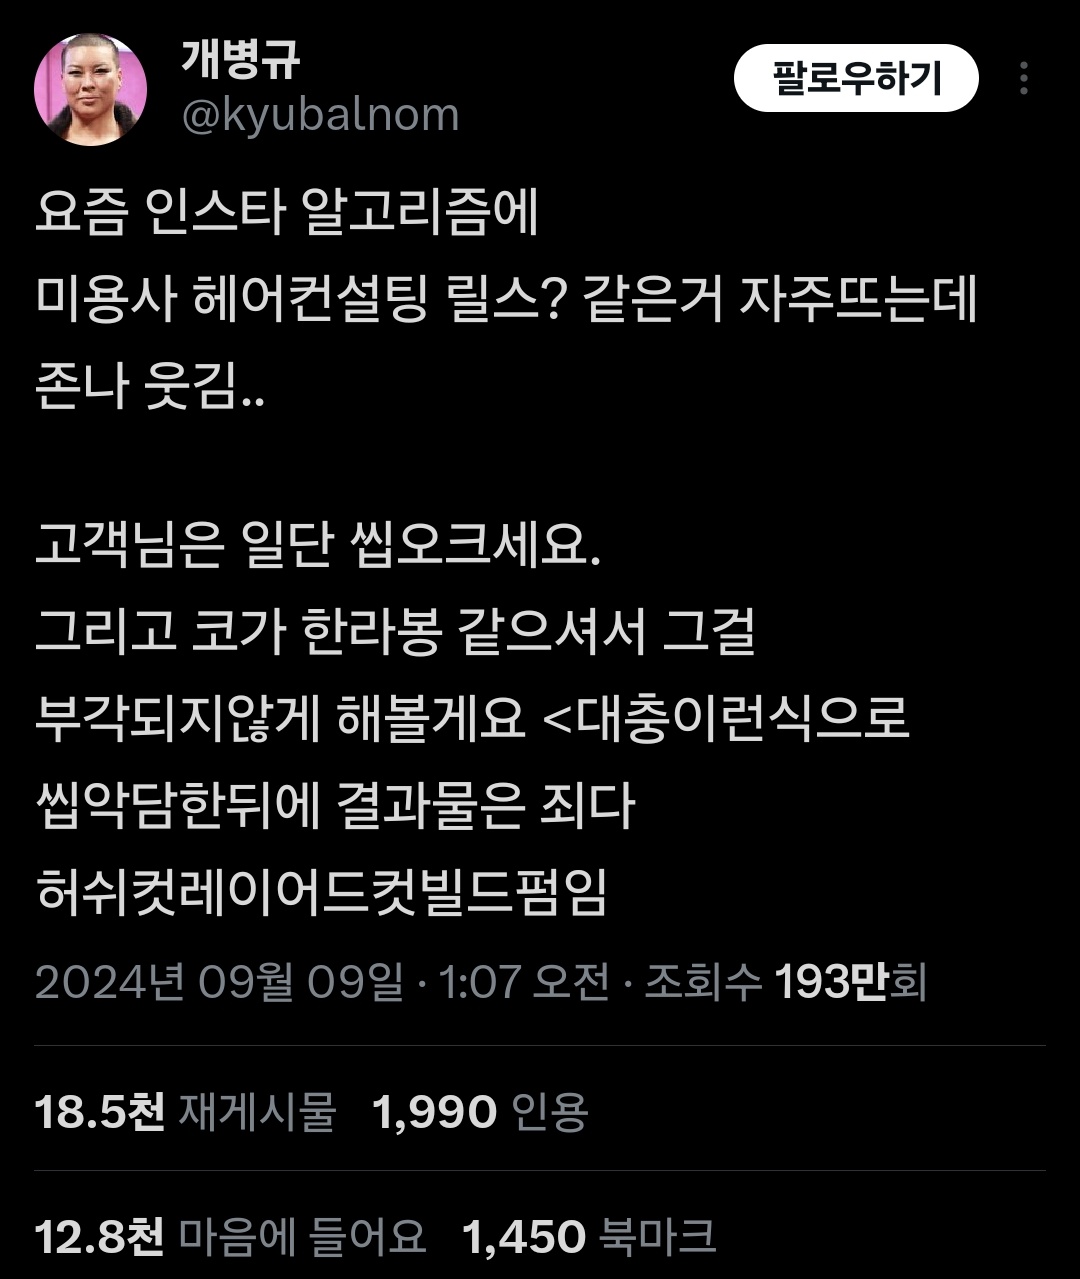 개병규
@kyubalnom
팔로우하기
요즘 인스타 알고리즘에
미용사 헤어컨설팅 릴스? 같은거 자주뜨는데
존나 웃김..
고객님은 일단 씹오크세요.
그리고 코가 한라봉 같으셔서 그걸
부각되지않게 해볼게요 <대충이런식으로
씹악담한뒤에 결과물은 죄다
허쉬컷레이어드컷빌드펌임
2024년 09월 09일 · 1:07 오전 · 조회수 193만회
18.5천 재게시물 1,990 인용
12.8천 마음에 들어요 1,450 북마크